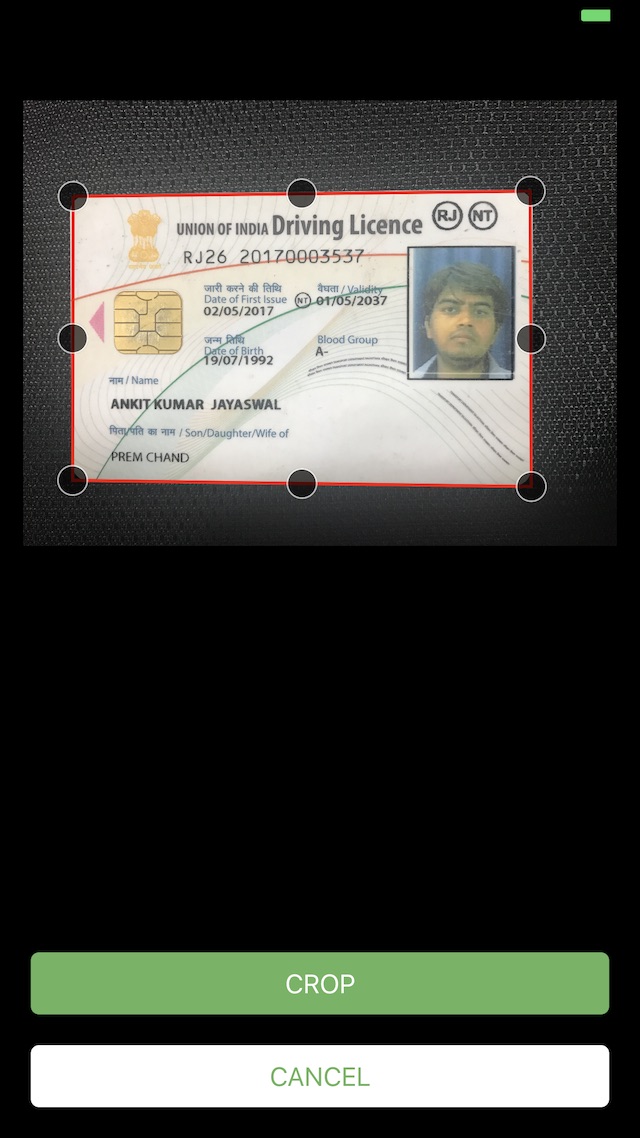 UNION OF INDIA Driving Licence RJ NT
RJ26 20170003537
जारी करने की तिथि
Date of First Issue
02/05/2017
वैधता / Validity
NT 01/05/2037
जन्म तिथि
Date of Birth
19/07/1992
Blood Group
A-
नाम / Name
ANKIT KUMAR JAYASWAL
पिता/पति का नाम / Son/Daughter/Wife of
PREM CHAND
CROP
CANCEL